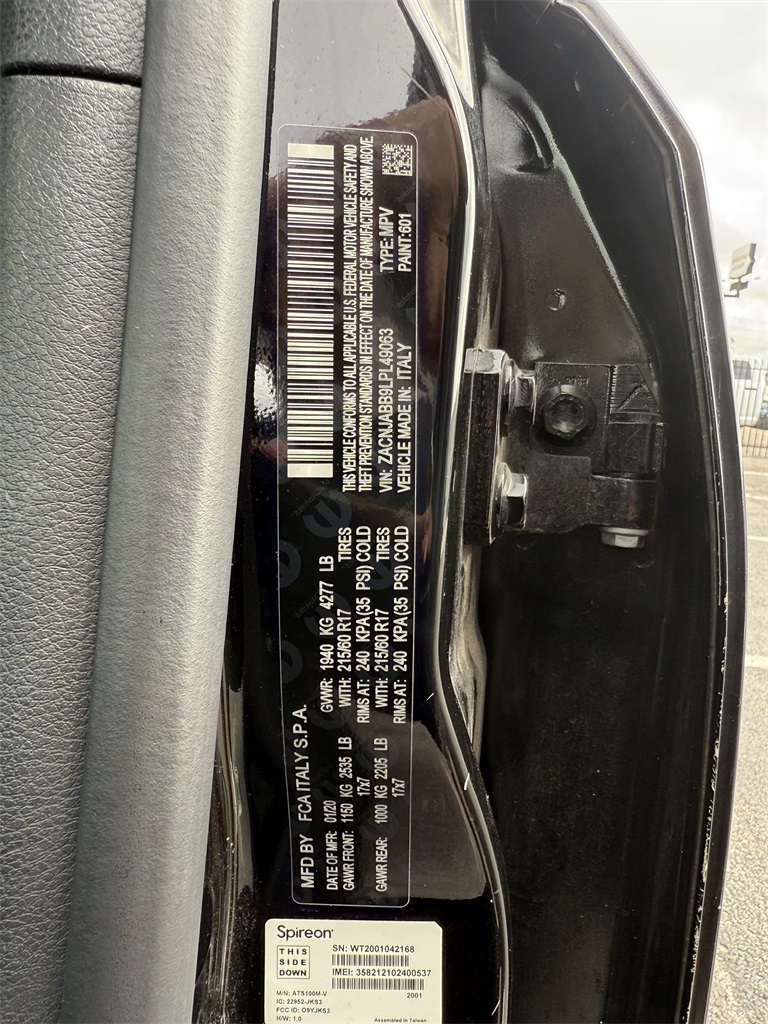 MFD BY FCA ITALY S.P.A.
DATE OF MFR: 01/20 GVWR: 1940 KG 4277 LB
GAWR FRONT: 1150 KG 2535 LB WITH: 215/60 R17 TIRES
17x7 RIMS AT: 240 KPA(35 PSI) COLD
GAWR REAR: 1000 KG 2205 LB WITH: 215/60 R17 TIRES
17x7 RIMS AT: 240 KPA(35 PSI) COLD
THIS VEHICLE CONFORMS TO ALL APPLICABLE U.S. FEDERAL MOTOR VEHICLE SAFETY AND
THEFT PREVENTION STANDARDS IN EFFECT ON THE DATE OF MANUFACTURE SHOWN ABOVE.
VIN: ZACNJABB9LPL49063 TYPE: MPV
VEHICLE MADE IN: ITALY PAINT: 601
Spireon
THIS
SIDE
DOWN
SN: WT2001042168
IMEI: 358212102400537
M/N: ATS100M-V 2001
IC: 22952-JKS3
FCC ID: O9YJKS3
H/W: 1.0 Assembled in Taiwan